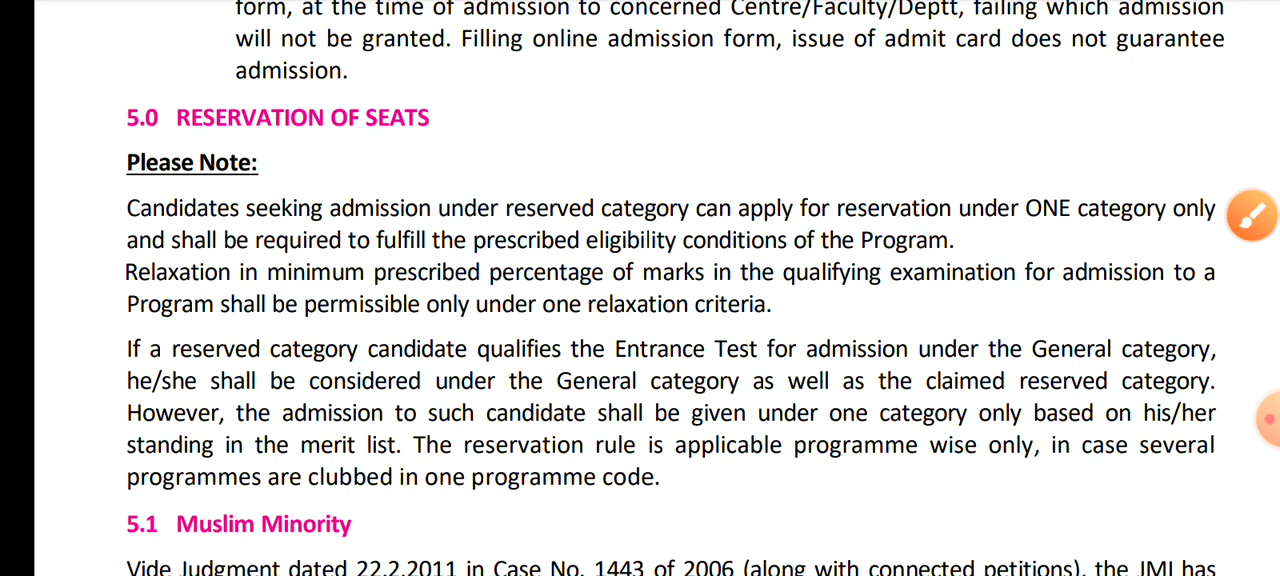 form, at the time of admission to concerned Centre/Faculty/Deptt, failing which admission
will not be granted. Filling online admission form, issue of admit card does not guarantee
admission.
5.0 RESERVATION OF SEATS
Please Note:
Candidates seeking admission under reserved category can apply for reservation under ONE category only
and shall be required to fulfill the prescribed eligibility conditions of the Program.
Relaxation in minimum prescribed percentage of marks in the qualifying examination for admission to a
Program shall be permissible only under one relaxation criteria.
If a reserved category candidate qualifies the Entrance Test for admission under the General category,
he/she shall be considered under the General category as well as the claimed reserved category.
However, the admission to such candidate shall be given under one category only based on his/her
standing in the merit list. The reservation rule is applicable programme wise only, in case several
programmes are clubbed in one programme code.
5.1 Muslim Minority
Vide Judgment dated 22.2.2011 in Case No. 1443 of 2006 (along with connected petitions), the JMI has